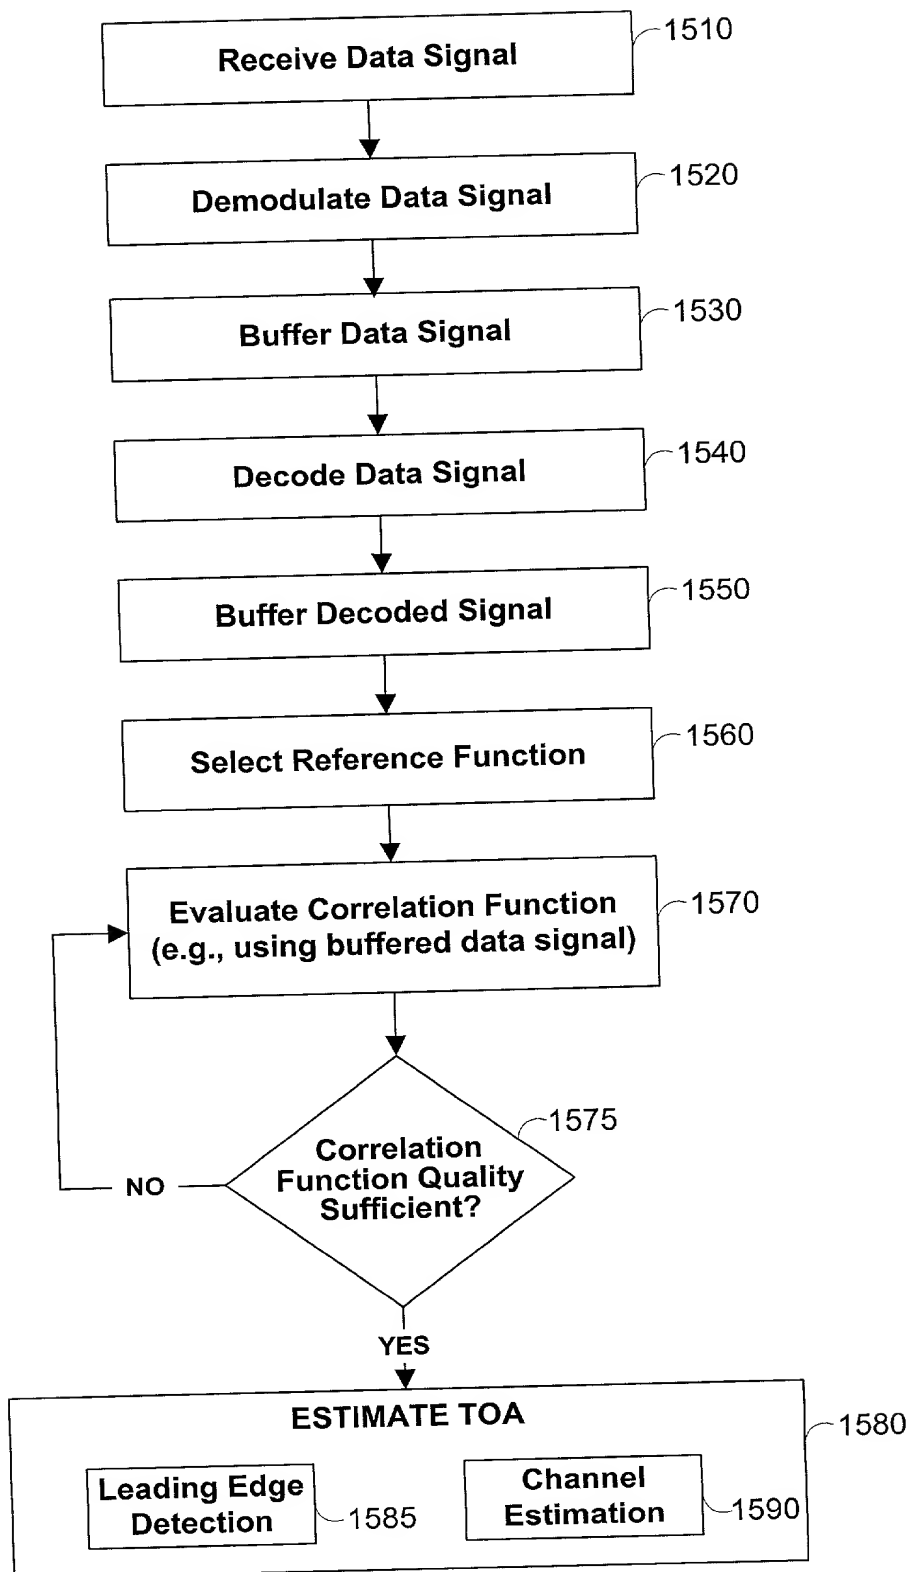 Receive Data Signal
1510
Demodulate Data Signal
1520
Buffer Data Signal
1530
Decode Data Signal
1540
Buffer Decoded Signal
1550
Select Reference Function
1560
Evaluate Correlation Function
(e.g., using buffered data signal)
1570
Correlation
Function Quality
Sufficient?
1575
NO
YES
ESTIMATE TOA
1580
Leading Edge
Detection
1585
Channel
Estimation
1590